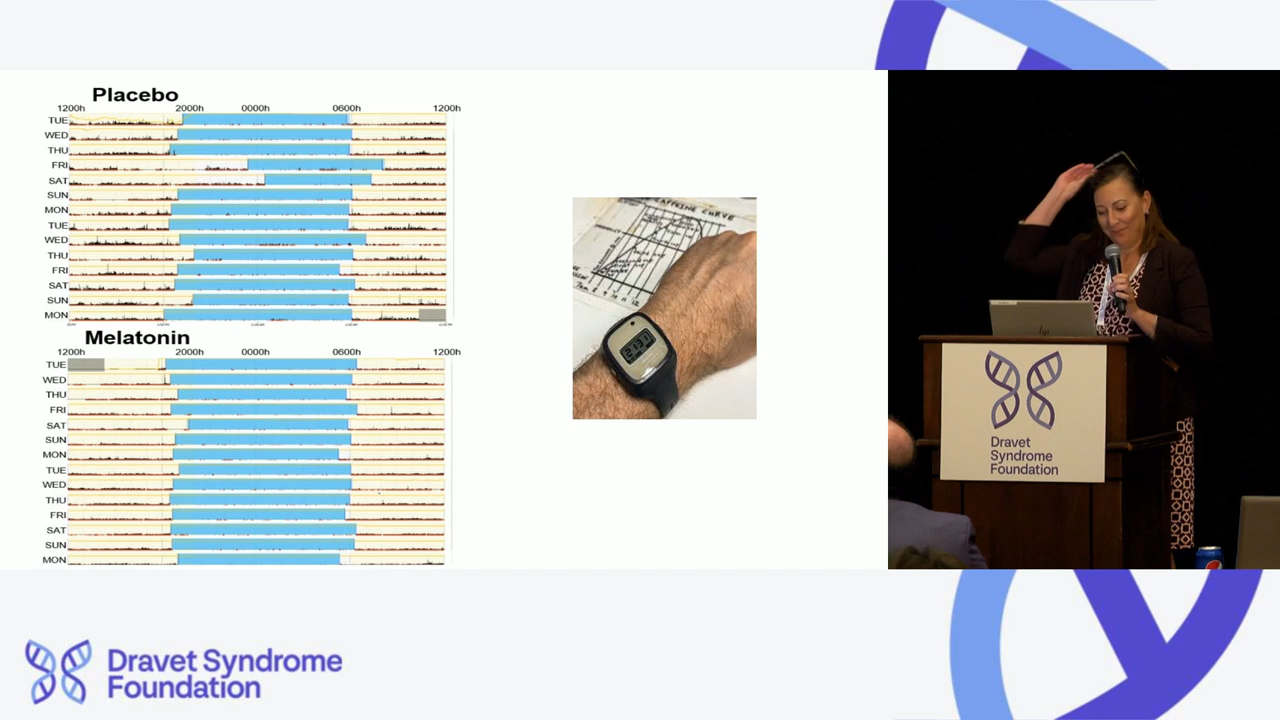 Placebo
1200h 2000h 0000h 0600h 1200h
TUE
WED
THU
FRI
SAT
SUN
MON
TUE
WED
THU
FRI
SAT
SUN
MON
Melatonin
1200h 2000h 0000h 0600h 1200h
TUE
WED
THU
FRI
SAT
SUN
MON
TUE
WED
THU
FRI
SAT
SUN
MON
CAFFEINE CURVE
hp
Dravet
Syndrome
Foundation
Dravet Syndrome
Foundation